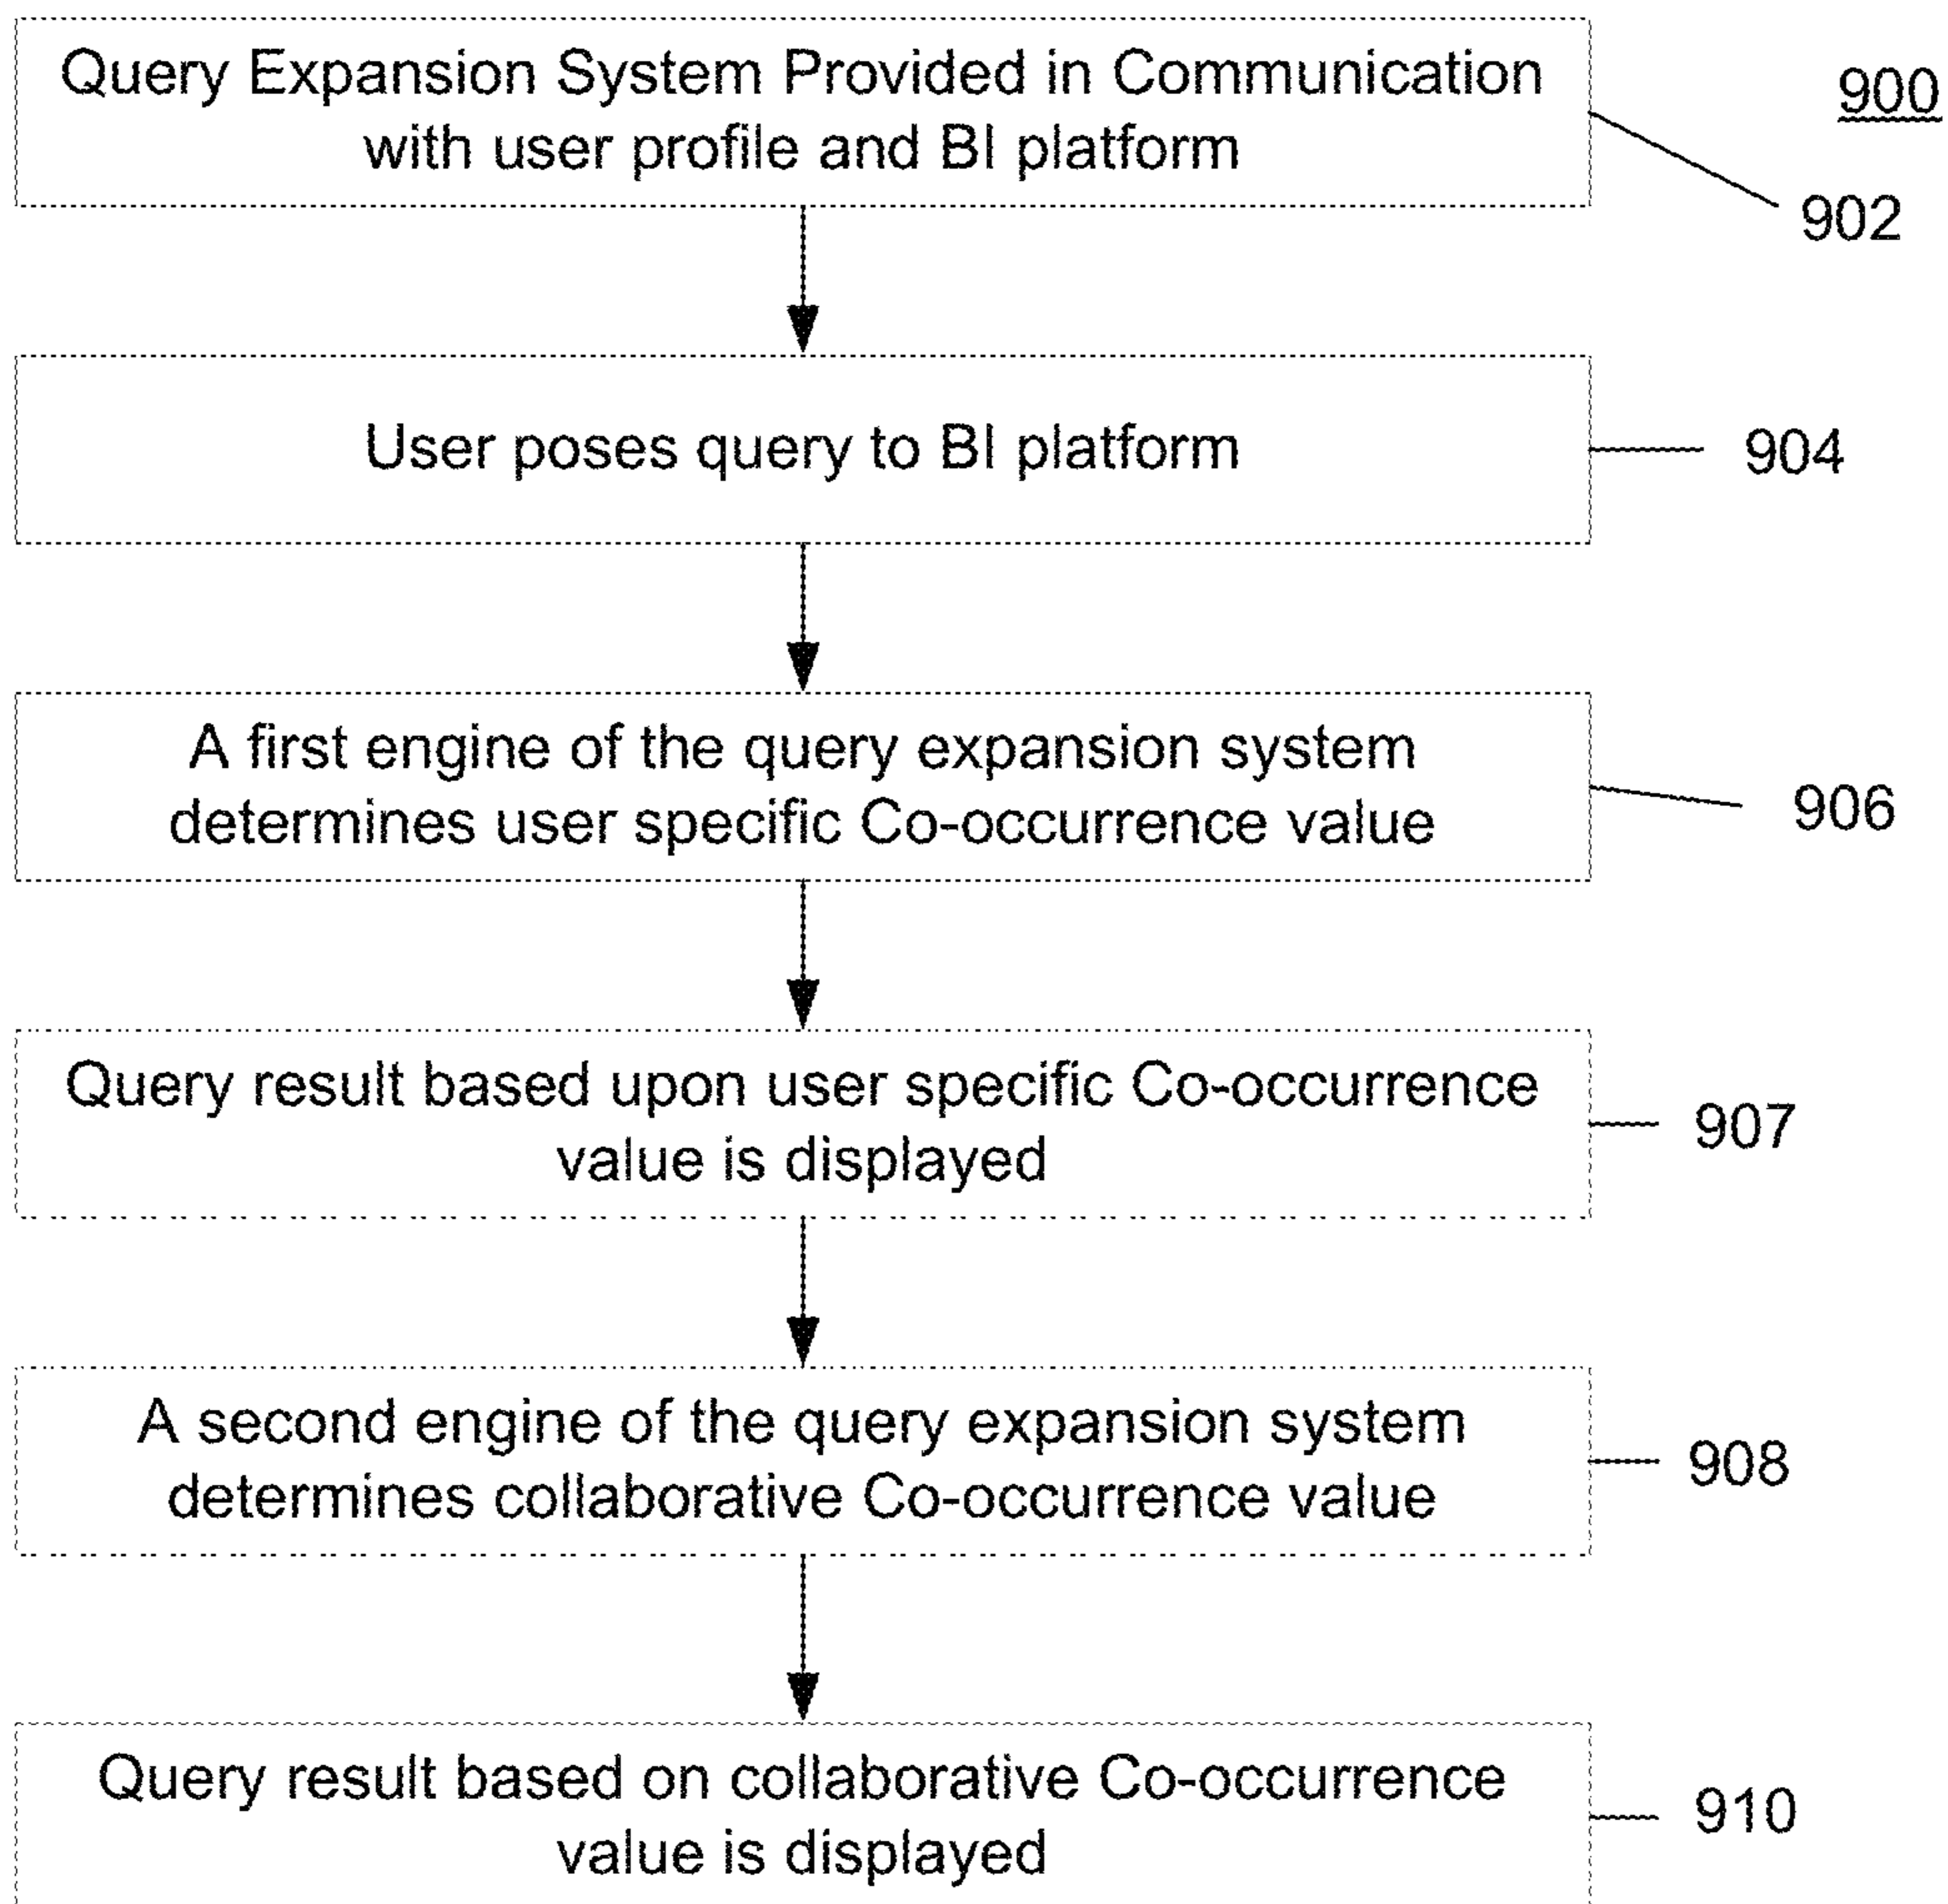 Query Expansion System Provided in Communication
with user profile and BI platform
900
902
User poses query to BI platform
904
A first engine of the query expansion system
determines user specific Co-occurrence value
906
Query result based upon user specific Co-occurrence
value is displayed
907
A second engine of the query expansion system
determines collaborative Co-occurrence value
908
Query result based on collaborative Co-occurrence
value is displayed
910